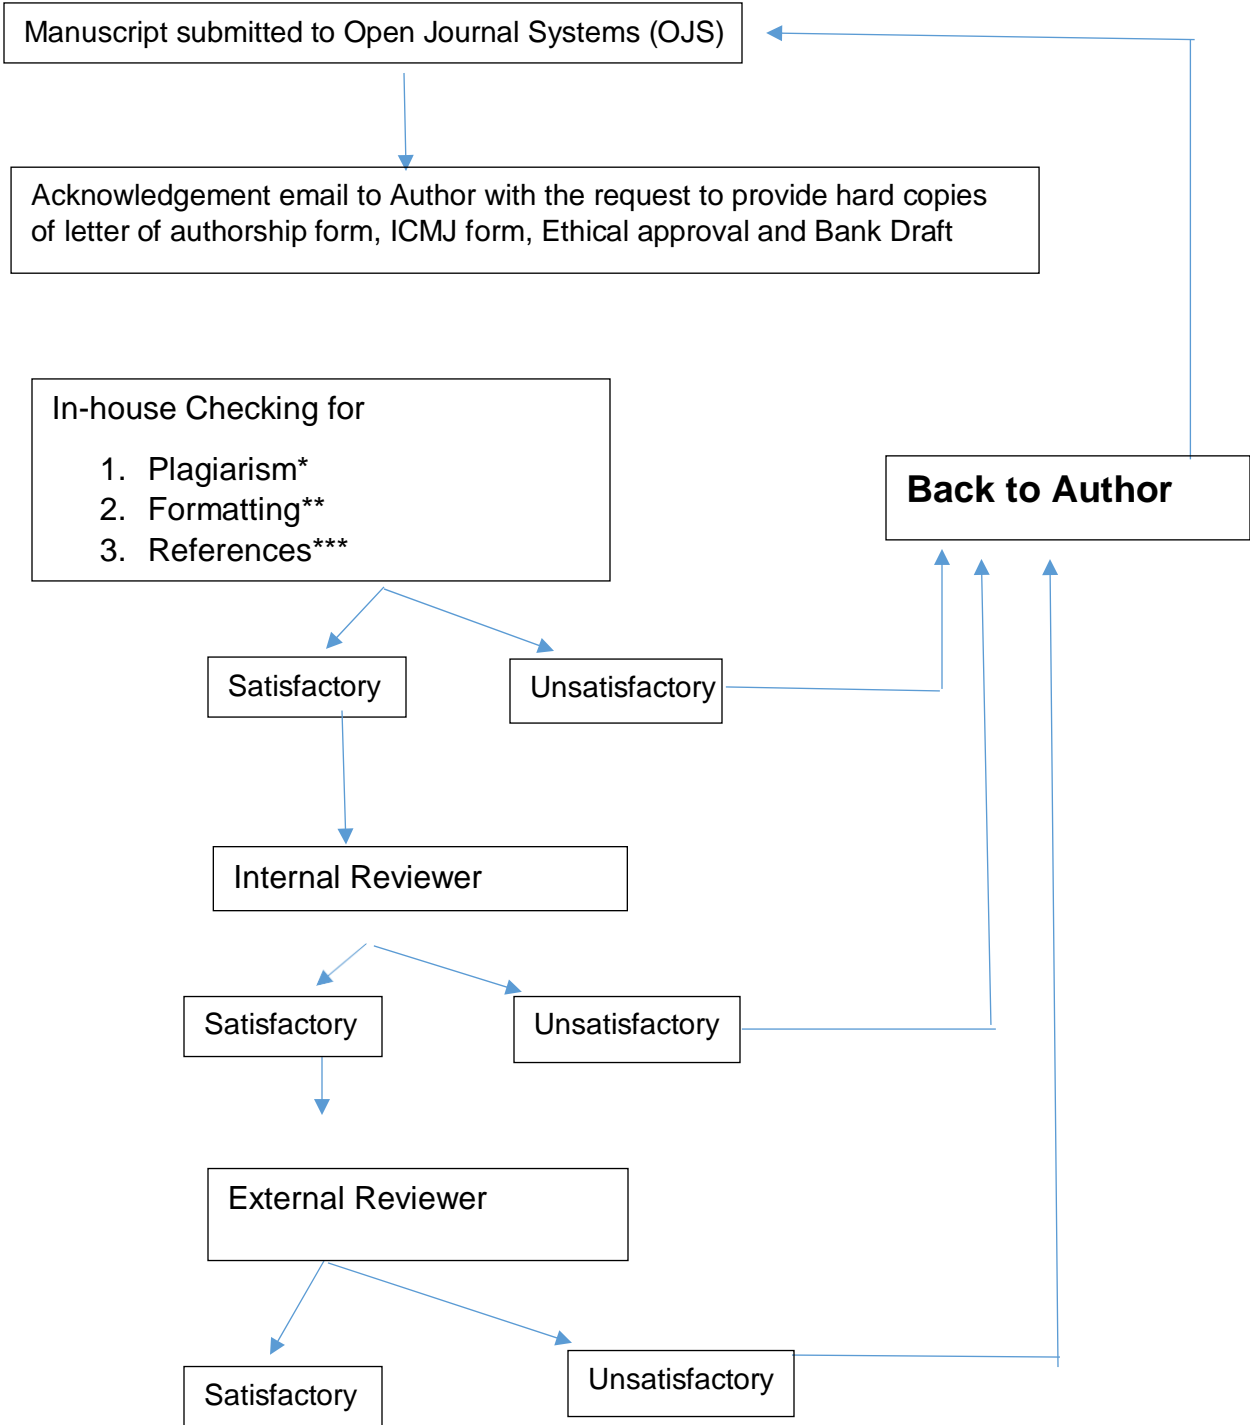 Manuscript submitted to Open Journal Systems (OJS)
Acknowledgement email to Author with the request to provide hard copies
of letter of authorship form, ICMJ form, Ethical approval and Bank Draft
In-house Checking for
1. Plagiarism*
2. Formatting**
3. References***
Back to Author
Satisfactory
Unsatisfactory
Internal Reviewer
Satisfactory
Unsatisfactory
External Reviewer
Satisfactory
Unsatisfactory